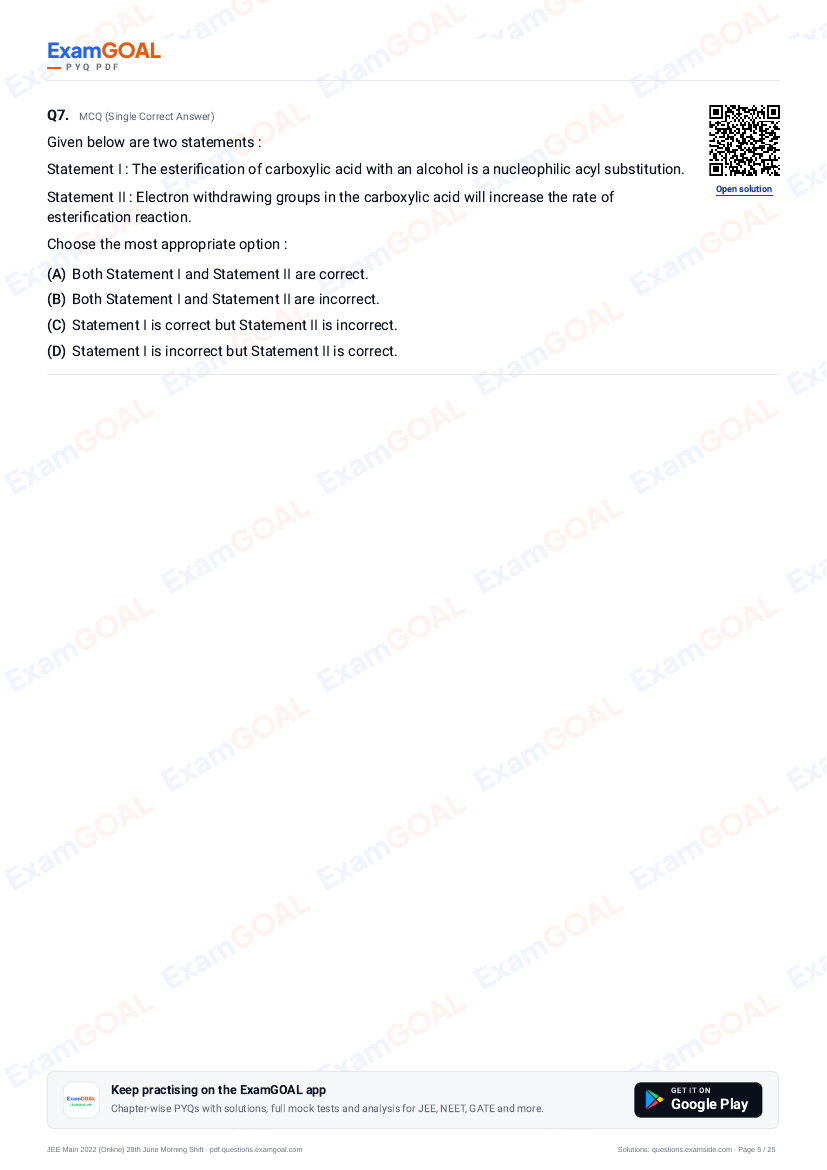 ExamGOAL
PYQ PDF
Q7. MCQ (Single Correct Answer)
Given below are two statements :
Statement I : The esterification of carboxylic acid with an alcohol is a nucleophilic acyl substitution.
Statement II : Electron withdrawing groups in the carboxylic acid will increase the rate of
esterification reaction.
Open solution
Choose the most appropriate option :
(A) Both Statement I and Statement II are correct.
(B) Both Statement I and Statement II are incorrect.
(C) Statement I is correct but Statement II is incorrect.
(D) Statement I is incorrect but Statement II is correct.
ExamGOAL
Keep practising on the ExamGOAL app
Chapter-wise PYQs with solutions, full mock tests and analysis for JEE, NEET, GATE and more.
GET IT ON
Google Play
JEE Main 2022 (Online) 29th June Morning Shift · pdf.questions.examgoal.com
Solutions: questions.examside.com · Page 5 / 25